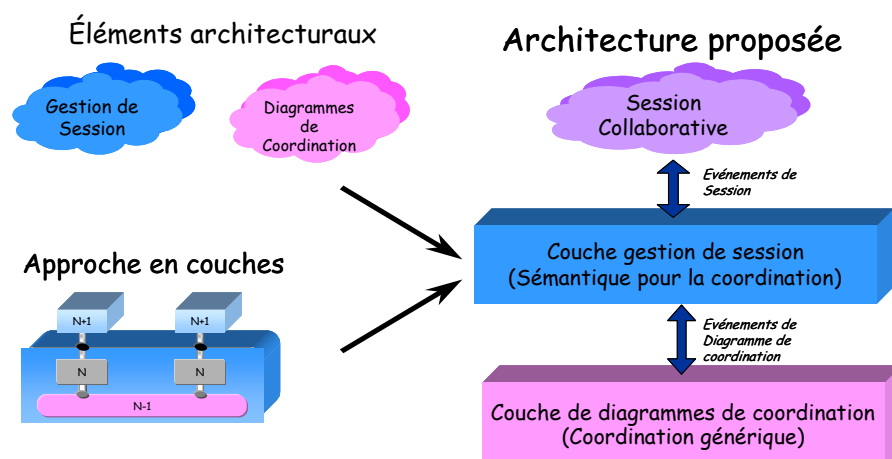 Éléments architecturaux
Gestion de
Session
Diagrammes
de
Coordination
Approche en couches
N+1
N+1
N
N
N-1
Architecture proposée
Session
Collaborative
Evénements de
Session
Couche gestion de session
(Sémantique pour la coordination)
Evénements de
Diagramme de
coordination
Couche de diagrammes de coordination
(Coordination générique)